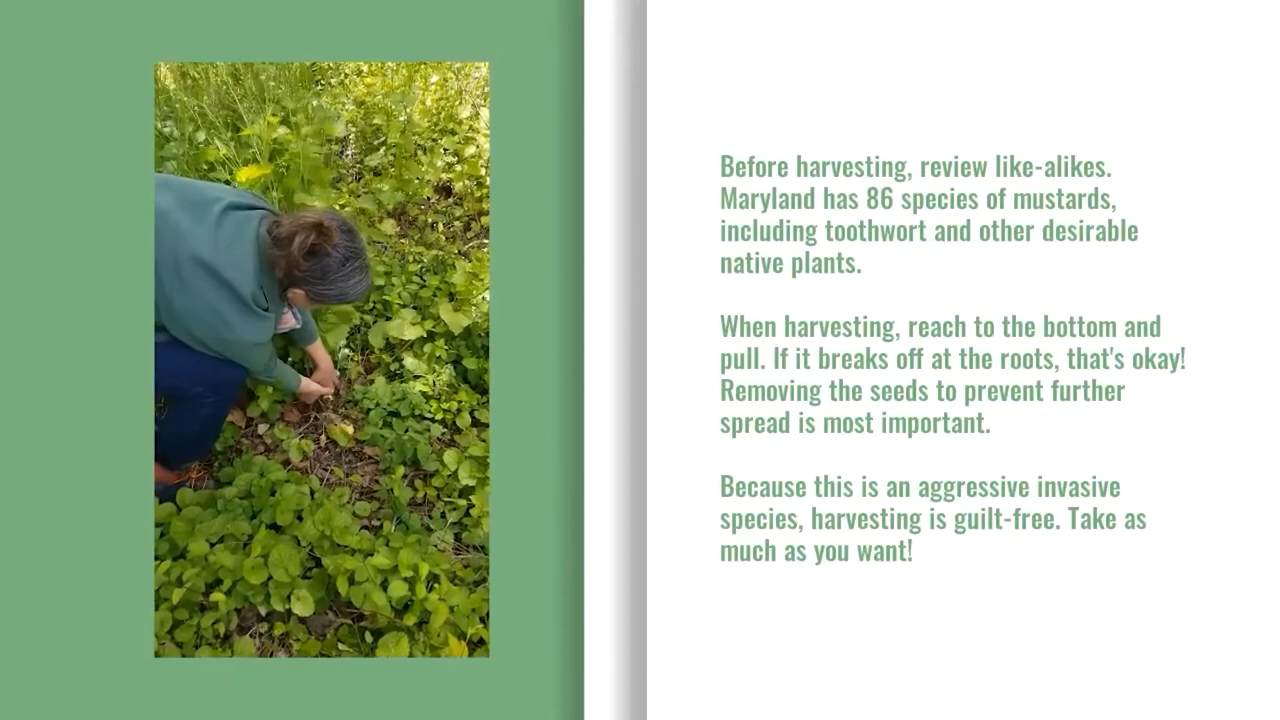 Before harvesting, review like-alikes.
Maryland has 86 species of mustards,
including toothwort and other desirable
native plants.
When harvesting, reach to the bottom and
pull. If it breaks off at the roots, that's okay!
Removing the seeds to prevent further
spread is most important.
Because this is an aggressive invasive
species, harvesting is guilt-free. Take as
much as you want!